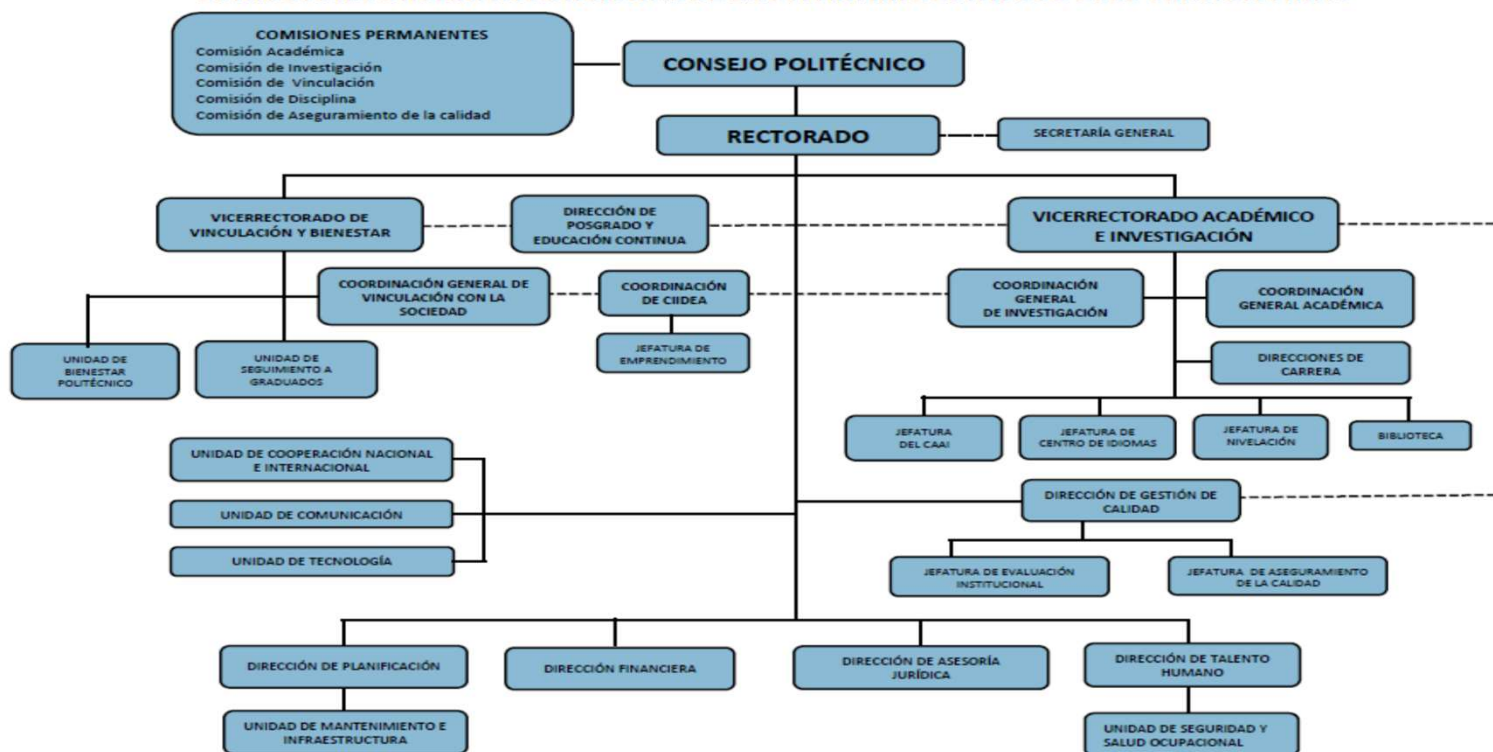 COMISIONES PERMANENTES
Comisión Académica
Comisión de Investigación
Comisión de Vinculación
Comisión de Disciplina
Comisión de Aseguramiento de la calidad
CONSEJO POLITÉCNICO
RECTORADO
SECRETARÍA GENERAL
VICERRECTORADO DE
VINCULACIÓN Y BIENESTAR
DIRECCIÓN DE
POSGRADO Y
EDUCACIÓN CONTINUA
VICERRECTORADO ACADÉMICO
E INVESTIGACIÓN
COORDINACIÓN GENERAL DE
VINCULACIÓN CON LA
SOCIEDAD
COORDINACIÓN
DE CIIDEA
COORDINACIÓN
GENERAL
DE INVESTIGACIÓN
COORDINACIÓN
GENERAL ACADÉMICA
UNIDAD DE
BIENESTAR
POLITÉCNICO
UNIDAD DE
SEGUIMIENTO A
GRADUADOS
JEFATURA DE
EMPRENDIMIENTO
DIRECCIONES DE
CARRERA
JEFATURA
DEL CAAI
JEFATURA DE
CENTRO DE IDIOMAS
JEFATURA DE
NIVELACIÓN
BIBLIOTECA
UNIDAD DE COOPERACIÓN NACIONAL
E INTERNACIONAL
UNIDAD DE COMUNICACIÓN
UNIDAD DE TECNOLOGÍA
DIRECCIÓN DE GESTIÓN DE
CALIDAD
JEFATURA DE EVALUACIÓN
INSTITUCIONAL
JEFATURA DE ASEGURAMIENTO
DE LA CALIDAD
DIRECCIÓN DE PLANIFICACIÓN
DIRECCIÓN FINANCIERA
DIRECCIÓN DE ASESORÍA
JURÍDICA
DIRECCIÓN DE TALENTO
HUMANO
UNIDAD DE MANTENIMIENTO E
INFRAESTRUCTURA
UNIDAD DE SEGURIDAD Y
SALUD OCUPACIONAL